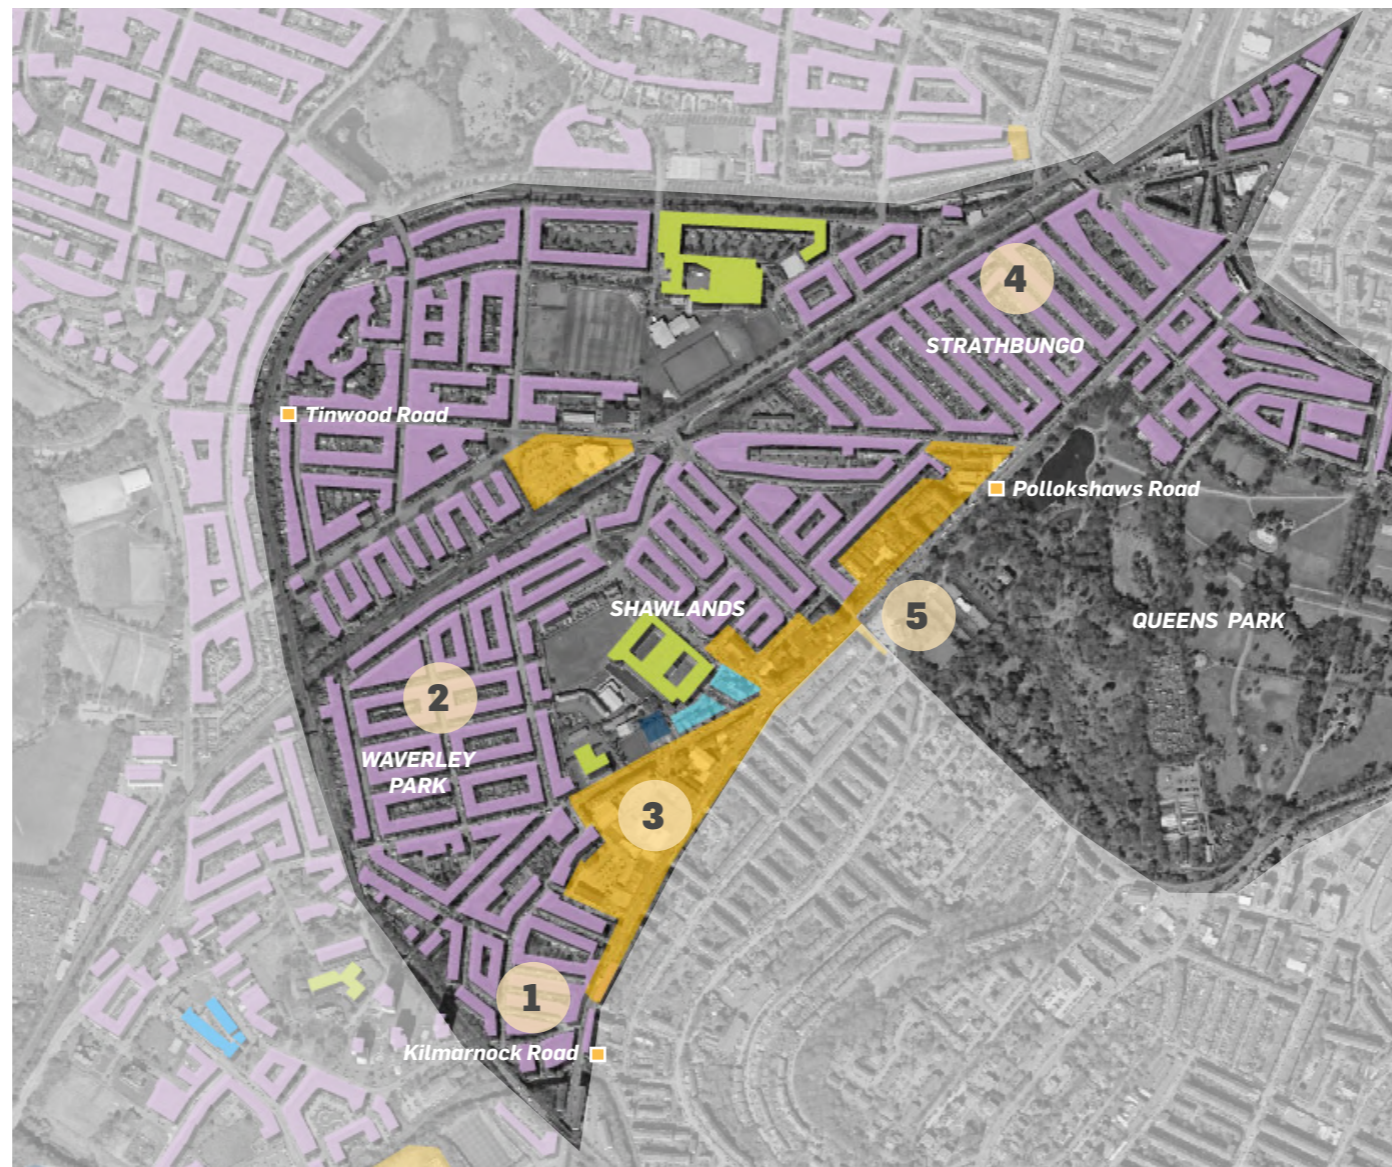 4
STRATHBUNGO
Tinwood Road
Pollokshaws Road
SHAWLANDS
5
QUEENS PARK
2
WAVERLEY
PARK
3
1
Kilmarnock Road